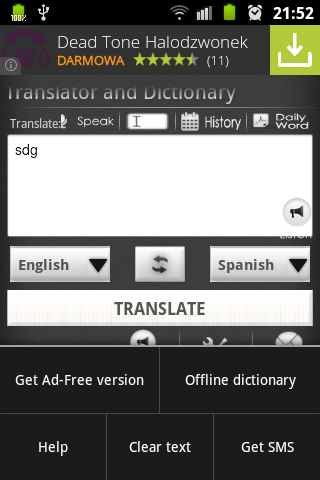 100%
21:52
Dead Tone Halodzwonek
DARMOWA (11)
Translator and Dictionary
Translate: Speak History Daily Word
sdg
English Spanish
TRANSLATE
Get Ad-Free version Offline dictionary
Help Clear text Get SMS